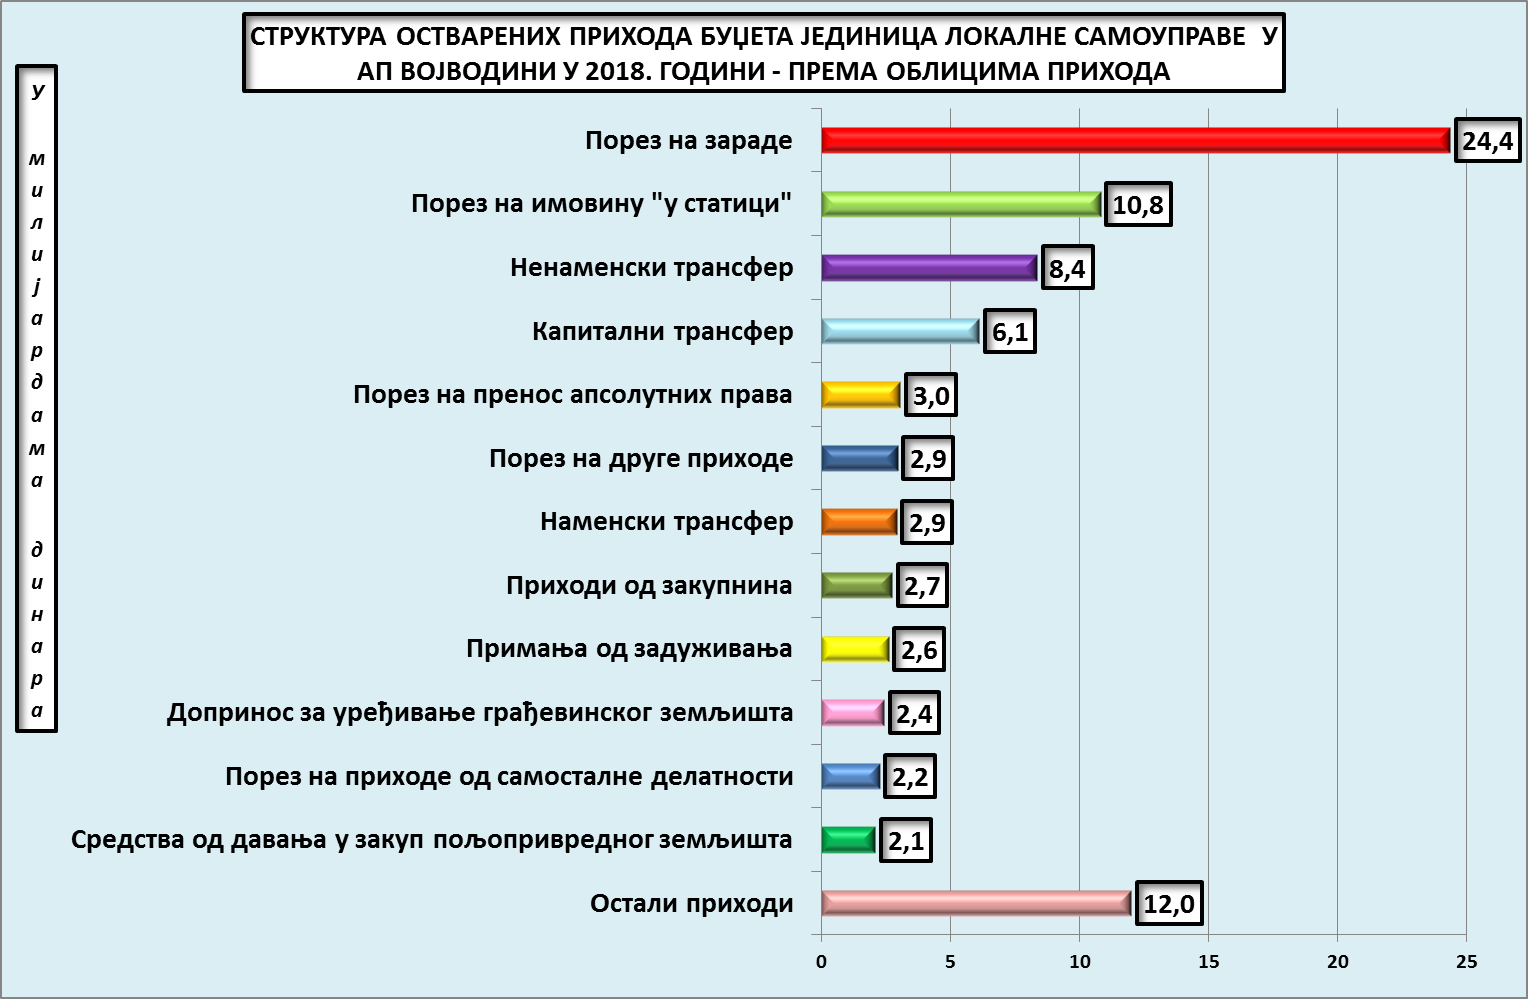 СТРУКТУРА ОСТВАРЕНИХ ПРИХОДА БУЏЕТА ЈЕДИНИЦА ЛОКАЛНЕ САМОУПРАВЕ У
АП ВОЈВОДИНИ У 2018. ГОДИНИ - ПРЕМА ОБЛИЦИМА ПРИХОДА
У милијардама динара
Порез на зараде 24,4
Порез на имовину "у статици" 10,8
Ненаменски трансфер 8,4
Капитални трансфер 6,1
Порез на пренос апсолутних права 3,0
Порез на друге приходе 2,9
Наменски трансфер 2,9
Приходи од закупнина 2,7
Примања од задуживања 2,6
Допринос за уређивање грађевинског земљишта 2,4
Порез на приходе од самосталне делатности 2,2
Средства од давања у закуп пољопривредног земљишта 2,1
Остали приходи 12,0
0 5 10 15 20 25